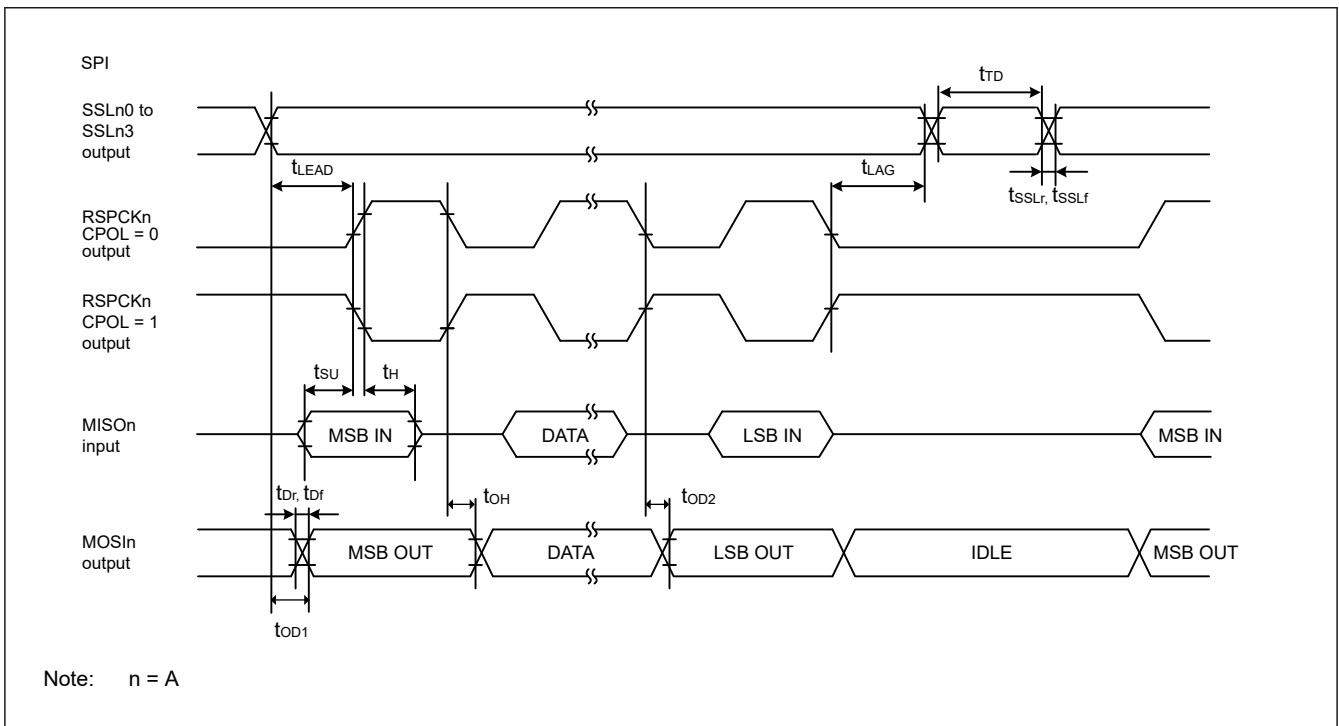 SPI
tTD
SSLn0 to
SSLn3
output
tLEAD
tLAG
tSSLr, tSSLf
RSPCKn
CPOL = 0
output
RSPCKn
CPOL = 1
output
tSU
tH
MISOn
input
MSB IN
DATA
LSB IN
MSB IN
tDr, tDf
tOH
tOD2
MOSIn
output
MSB OUT
DATA
LSB OUT
IDLE
MSB OUT
tOD1
Note: n = A